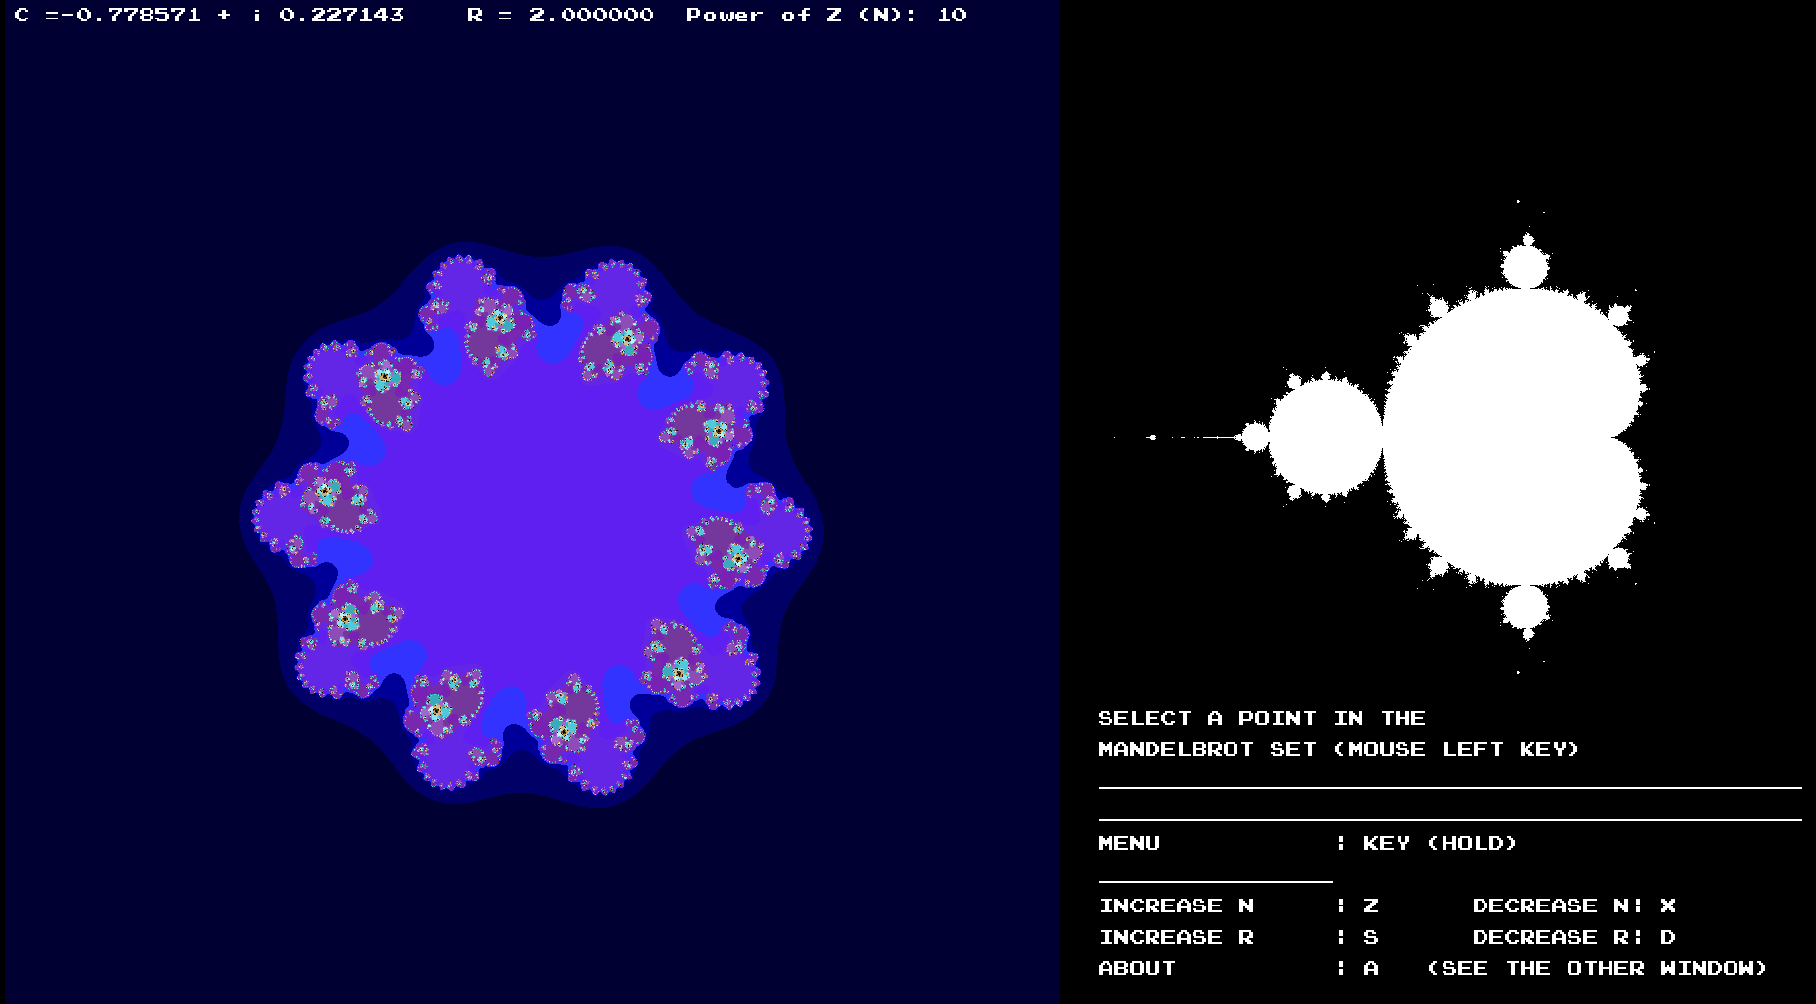 C =-0.778571 + i 0.227143 R = 2.000000 Power of Z (N): 10
SELECT A POINT IN THE
MANDELBROT SET (MOUSE LEFT KEY)
MENU : KEY (HOLD)
INCREASE N : Z DECREASE N: X
INCREASE R : S DECREASE R: D
ABOUT : A (SEE THE OTHER WINDOW)